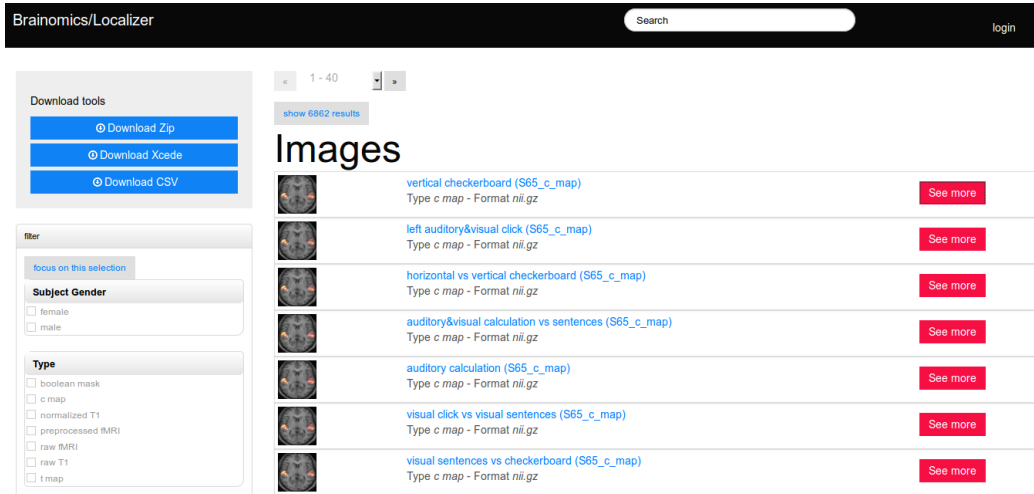 Brainomics/Localizer
Search
login
Download tools
Download Zip
Download Xcede
Download CSV
filter
focus on this selection
Subject Gender
female
male
Type
boolean mask
c map
normalized T1
preprocessed fMRI
raw fMRI
raw T1
t map
« 1 - 40 »
show 6862 results
Images
vertical checkerboard (S65_c_map)
Type c map - Format nii.gz
See more
left auditory&visual click (S65_c_map)
Type c map - Format nii.gz
See more
horizontal vs vertical checkerboard (S65_c_map)
Type c map - Format nii.gz
See more
auditory&visual calculation vs sentences (S65_c_map)
Type c map - Format nii.gz
See more
auditory calculation (S65_c_map)
Type c map - Format nii.gz
See more
visual click vs visual sentences (S65_c_map)
Type c map - Format nii.gz
See more
visual sentences vs checkerboard (S65_c_map)
Type c map - Format nii.gz
See more